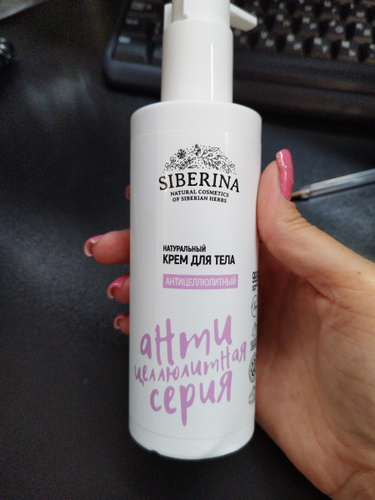 SIBERINA
NATURAL COSMETICS
OF SIBERIAN HERBS
НАТУРАЛЬНЫЙ
КРЕМ ДЛЯ ТЕЛА
АНТИЦЕЛЛЮЛИТНЫЙ
анти
целлюлитная
серия